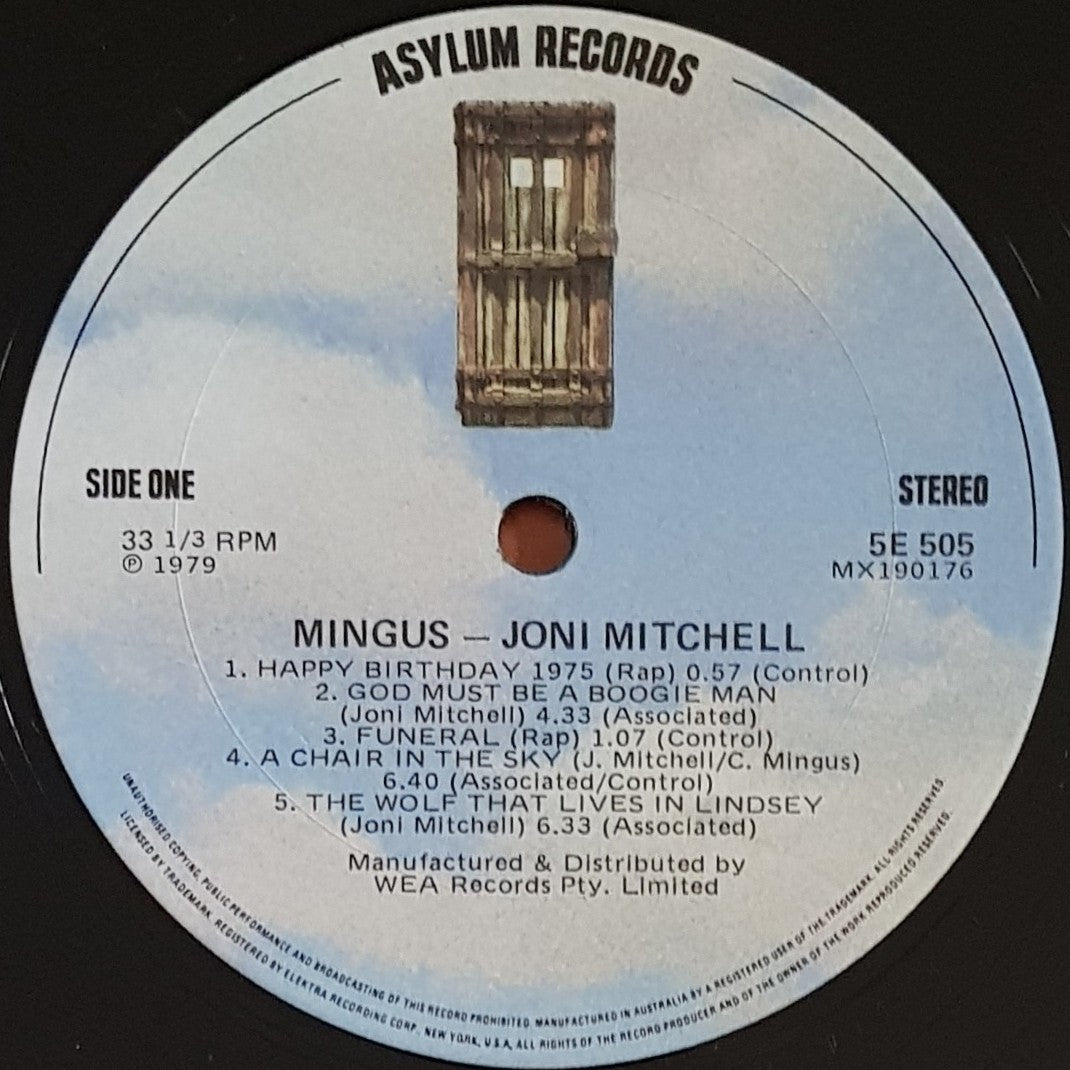 ASYLUM RECORDS
SIDE ONE
STEREO
33 1/3 RPM
℗ 1979
5E 505
MX190176
MINGUS — JONI MITCHELL
1. HAPPY BIRTHDAY 1975 (Rap) 0.57 (Control)
2. GOD MUST BE A BOOGIE MAN
(Joni Mitchell) 4.33 (Associated)
3. FUNERAL (Rap) 1.07 (Control)
4. A CHAIR IN THE SKY (J. Mitchell/C. Mingus)
6.40 (Associated/Control)
5. THE WOLF THAT LIVES IN LINDSEY
(Joni Mitchell) 6.33 (Associated)
Manufactured & Distributed by
WEA Records Pty. Limited
UNAUTHORISED COPYING, PUBLIC PERFORMANCE AND BROADCASTING OF THIS RECORD PROHIBITED. MANUFACTURED IN AUSTRALIA BY A REGISTERED USER OF THE TRADEMARK. ALL RIGHTS RESERVED
LICENSED BY TRADEMARK. REGISTERED BY ELEKTRA RECORDING CORP., NEW YORK, U.S.A. ALL RIGHTS OF THE RECORD PRODUCER AND OF THE OWNER OF THE WORK REPRODUCED RESERVED.